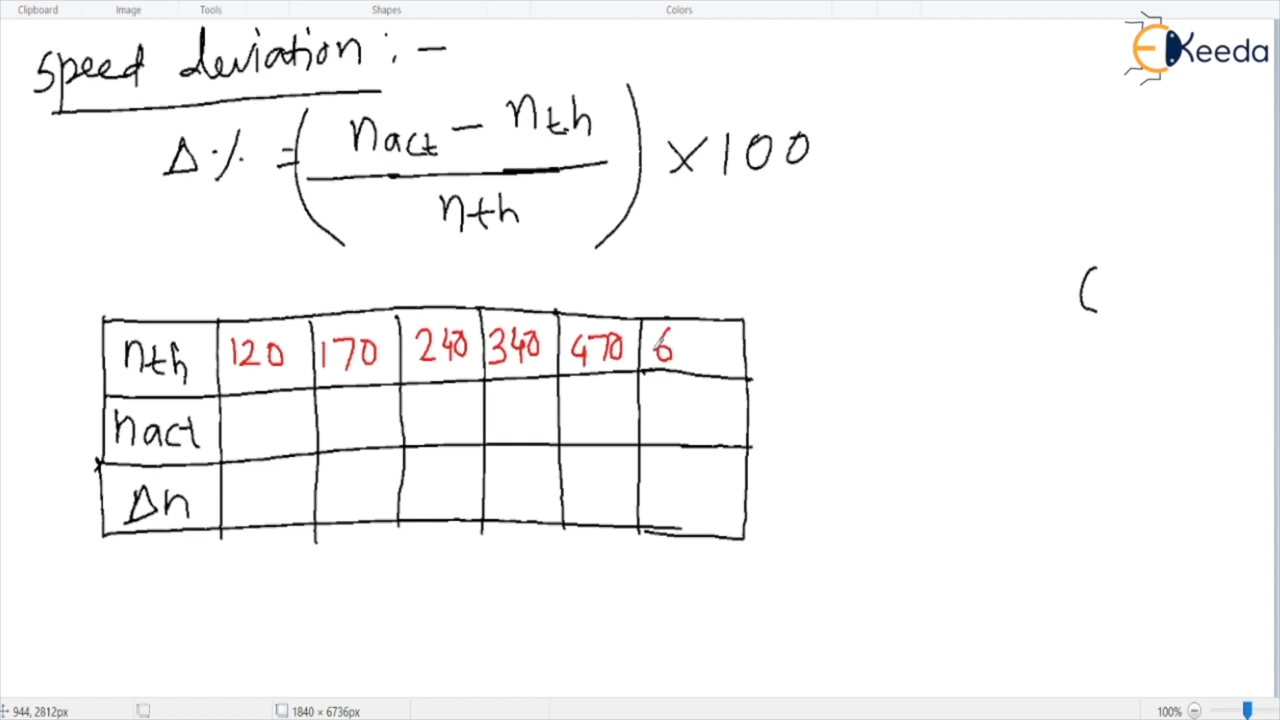 Clipboard Image Tools Shapes Colors
EKeeda
Speed deviation : -
Δ% = (nact - nth / nth) × 100
(
nth 120 170 240 340 470 6
nact
Δn
944, 2812px 1840 × 6736px 100%